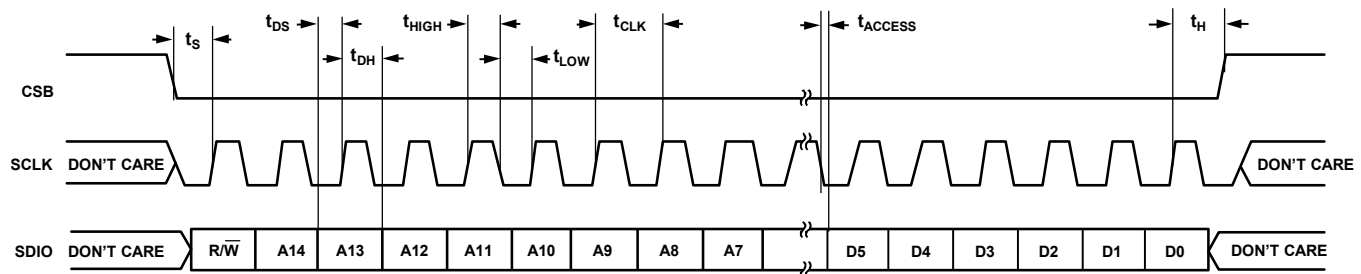 tDS
tHIGH
tCLK
tACCESS
tH
tS
tDH
tLOW
CSB
SCLK DON'T CARE DON'T CARE
SDIO DON'T CARE R/W̅ A14 A13 A12 A11 A10 A9 A8 A7 D5 D4 D3 D2 D1 D0 DON'T CARE